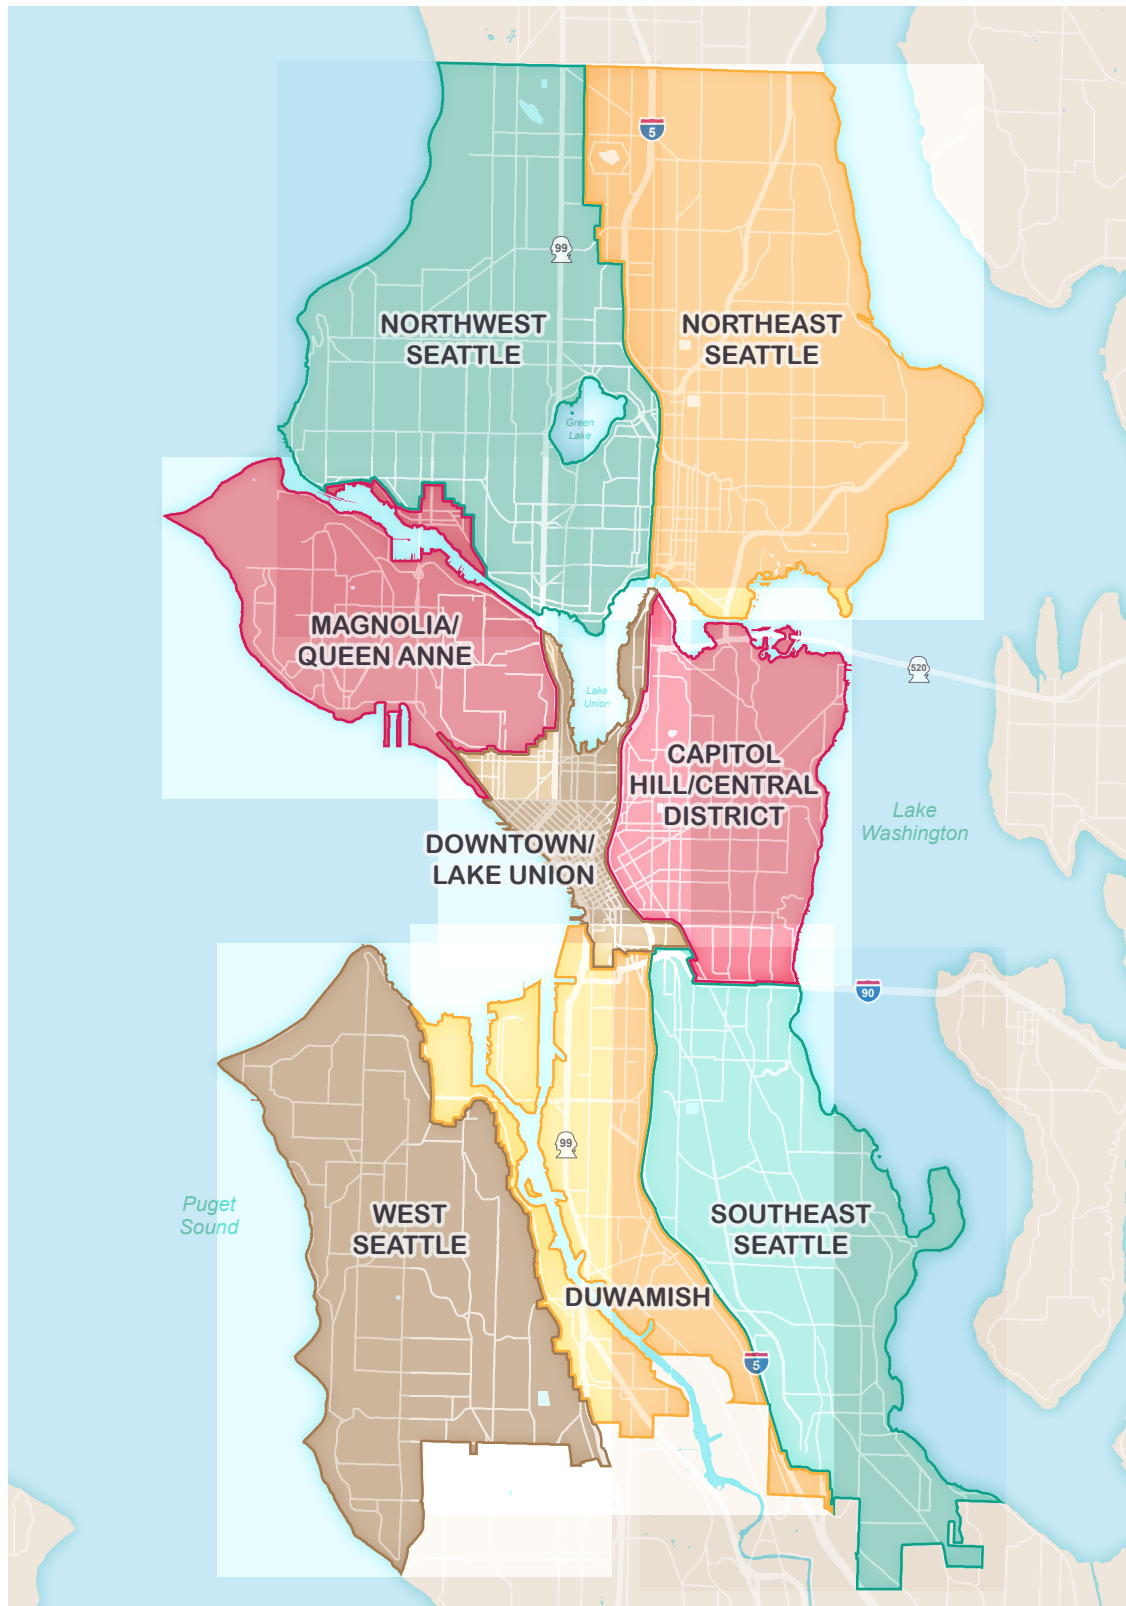 5
99
NORTHWEST
SEATTLE
NORTHEAST
SEATTLE
Green
Lake
MAGNOLIA/
QUEEN ANNE
520
Lake
Union
CAPITOL
HILL/CENTRAL
DISTRICT
Lake
Washington
DOWNTOWN/
LAKE UNION
90
99
Puget
Sound
WEST
SEATTLE
SOUTHEAST
SEATTLE
DUWAMISH
5